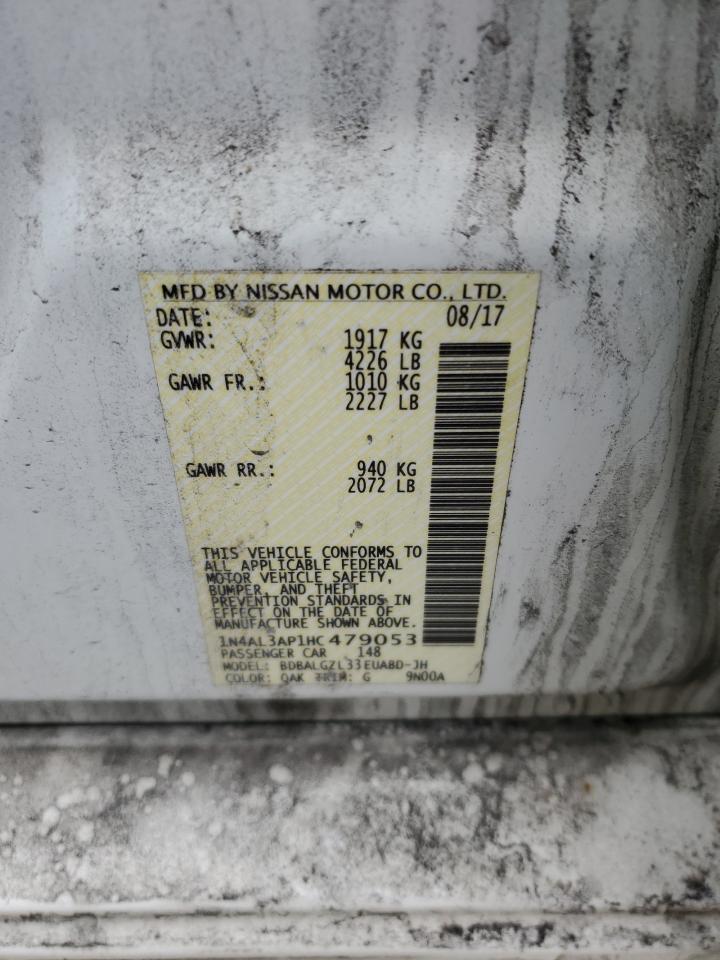 MFD BY NISSAN MOTOR CO., LTD.
DATE: 08/17
GVWR: 1917 KG
4226 LB
GAWR FR.: 1010 KG
2227 LB
GAWR RR.: 940 KG
2072 LB
THIS VEHICLE CONFORMS TO
ALL APPLICABLE FEDERAL
MOTOR VEHICLE SAFETY,
BUMPER, AND THEFT
PREVENTION STANDARDS IN
EFFECT ON THE DATE OF
MANUFACTURE SHOWN ABOVE.
1N4AL3AP1HC479053
PASSENGER CAR 148
MODEL: BDBALGZL33EUABD-JH
COLOR: QAK TRIM: G 9N00A